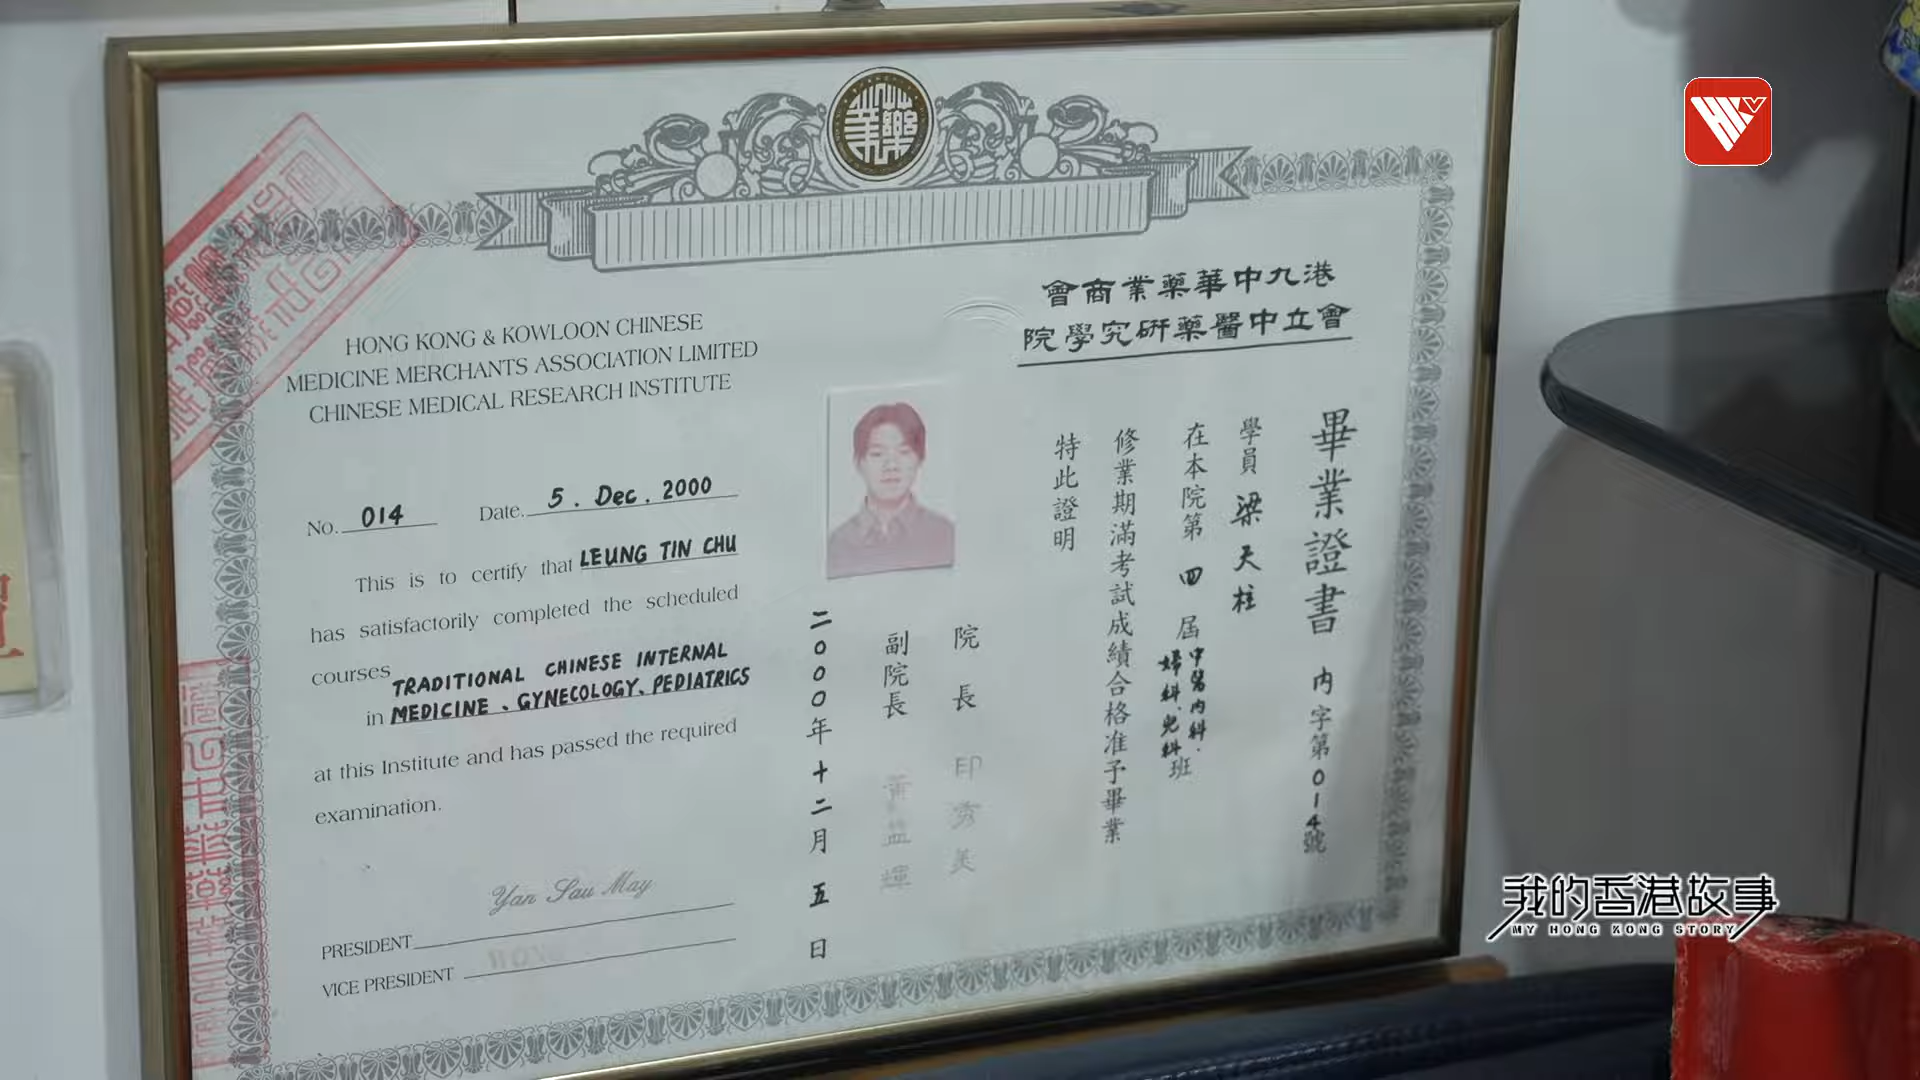 HONG KONG & KOWLOON CHINESE
MEDICINE MERCHANTS ASSOCIATION LIMITED
CHINESE MEDICAL RESEARCH INSTITUTE
No. 014 Date. 5. Dec. 2000
This is to certify that LEUNG TIN CHU
has satisfactorily completed the scheduled
courses
in TRADITIONAL CHINESE INTERNAL
MEDICINE、GYNECOLOGY、PEDIATRICS
at this Institute and has passed the required
examination.
Yan Sau May
PRESIDENT
VICE PRESIDENT
港九中華藥業商會
會立中醫藥研究學院
畢業證書 內字第014號
學員 梁天柱
在本院第四屆中醫內科、
婦科、兒科班
修業期滿考試成績合格准予畢業
特此證明
院長 印秀美
副院長 黃益輝
二〇〇〇年十二月五日
我的香港故事
MY HONG KONG STORY